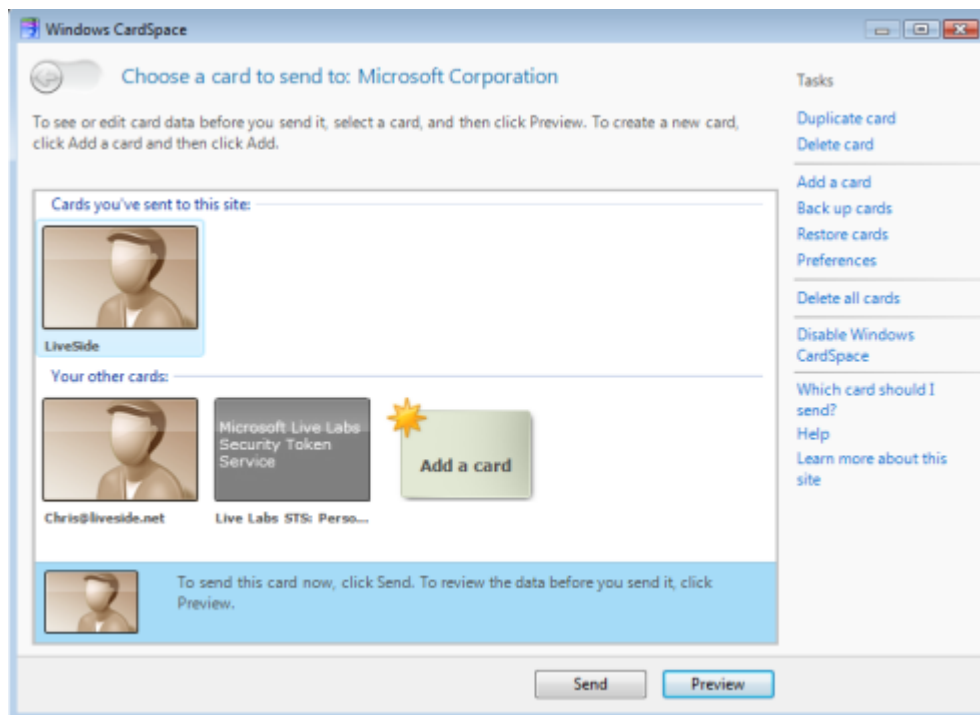 Windows CardSpace
Choose a card to send to: Microsoft Corporation
To see or edit card data before you send it, select a card, and then click Preview. To create a new card,
click Add a card and then click Add.
Cards you've sent to this site:
LiveSide
Your other cards:
Microsoft Live Labs
Security Token
Service
Add a card
Chris@liveside.net
Live Labs STS: Perso...
To send this card now, click Send. To review the data before you send it, click
Preview.
Tasks
Duplicate card
Delete card
Add a card
Back up cards
Restore cards
Preferences
Delete all cards
Disable Windows
CardSpace
Which card should I
send?
Help
Learn more about this
site
Send
Preview